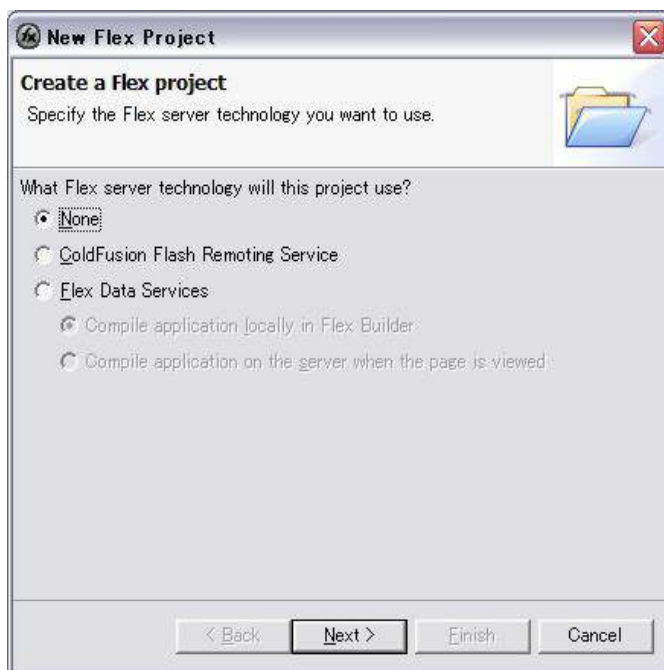 New Flex Project
Create a Flex project
Specify the Flex server technology you want to use.
What Flex server technology will this project use?
None
ColdFusion Flash Remoting Service
Flex Data Services
Compile application locally in Flex Builder
Compile application on the server when the page is viewed
< Back Next > Finish Cancel